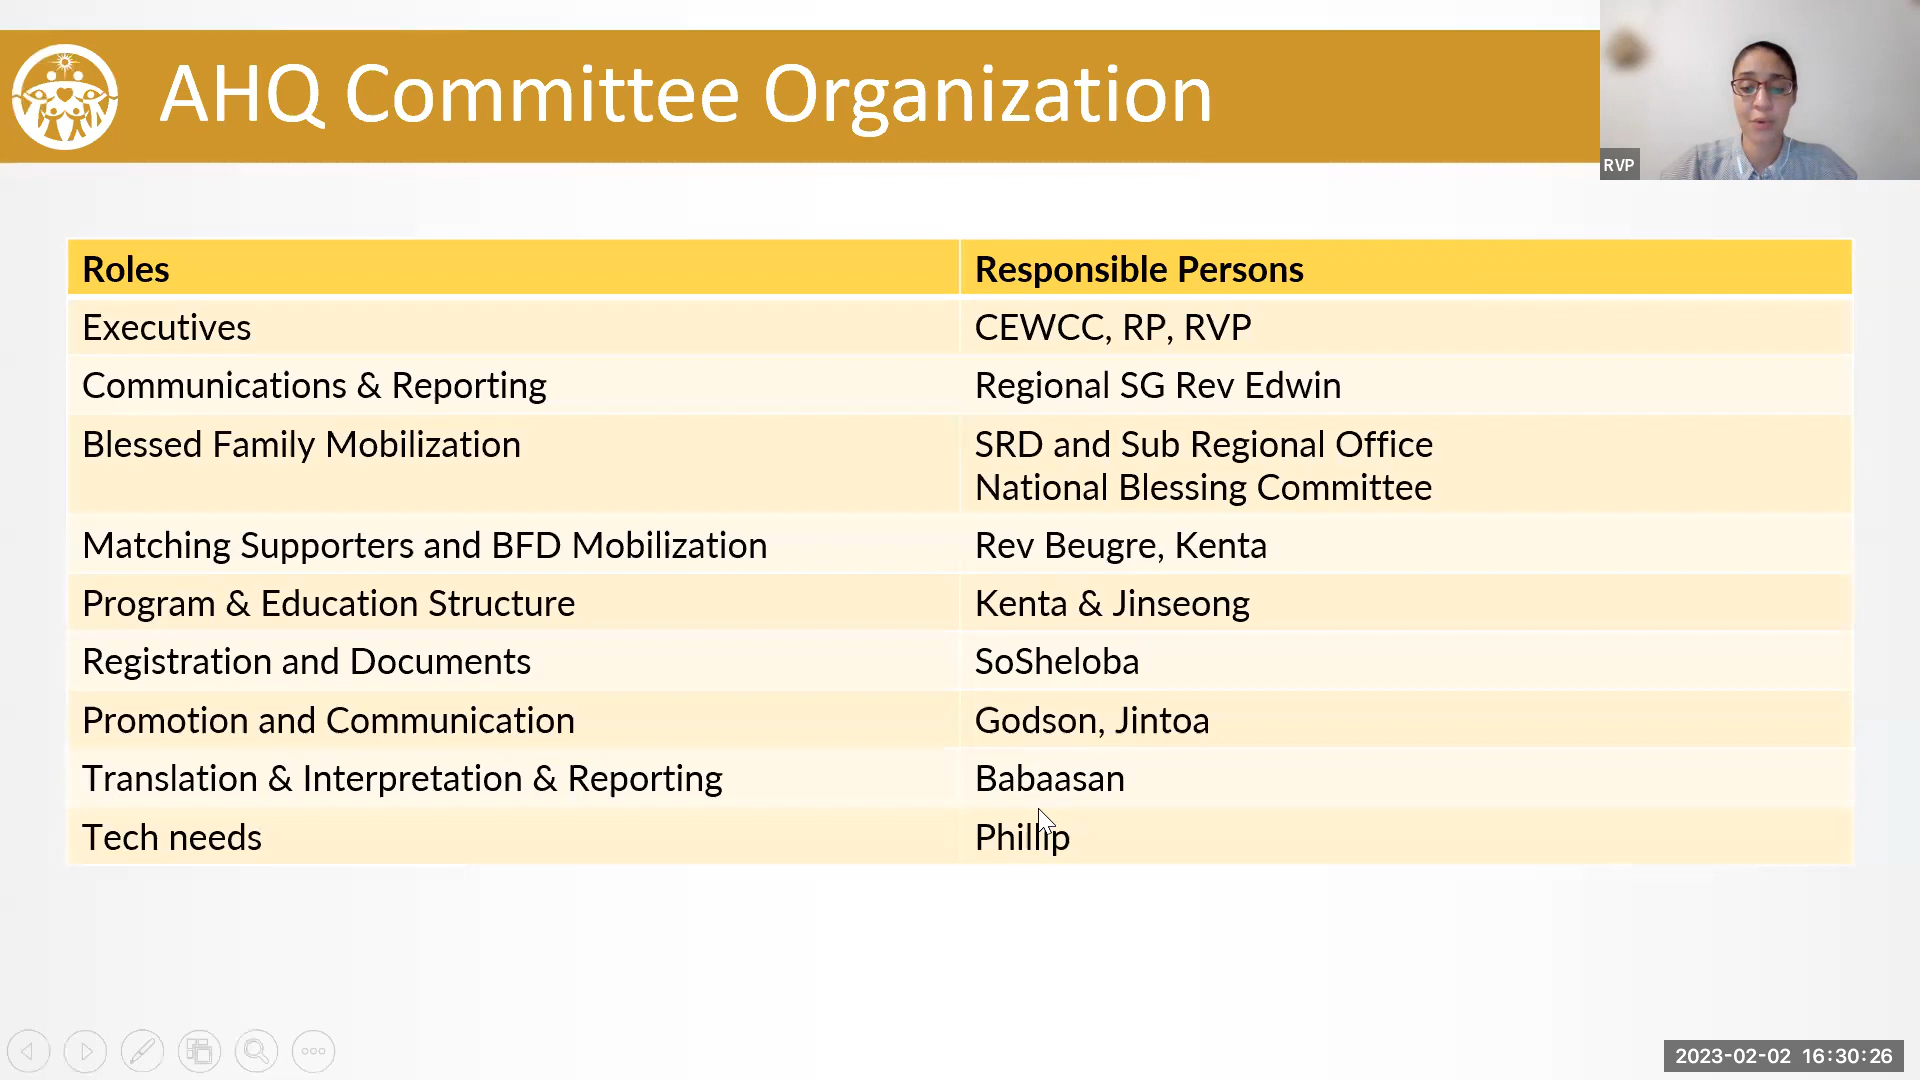 AHQ Committee Organization
RVP
Roles
Responsible Persons
Executives
CEWCC, RP, RVP
Communications & Reporting
Regional SG Rev Edwin
Blessed Family Mobilization
SRD and Sub Regional Office
National Blessing Committee
Matching Supporters and BFD Mobilization
Rev Beugre, Kenta
Program & Education Structure
Kenta & Jinseong
Registration and Documents
SoSheloba
Promotion and Communication
Godson, Jintoa
Translation & Interpretation & Reporting
Babaasan
Tech needs
Phillip
2023-02-02 16:30:26